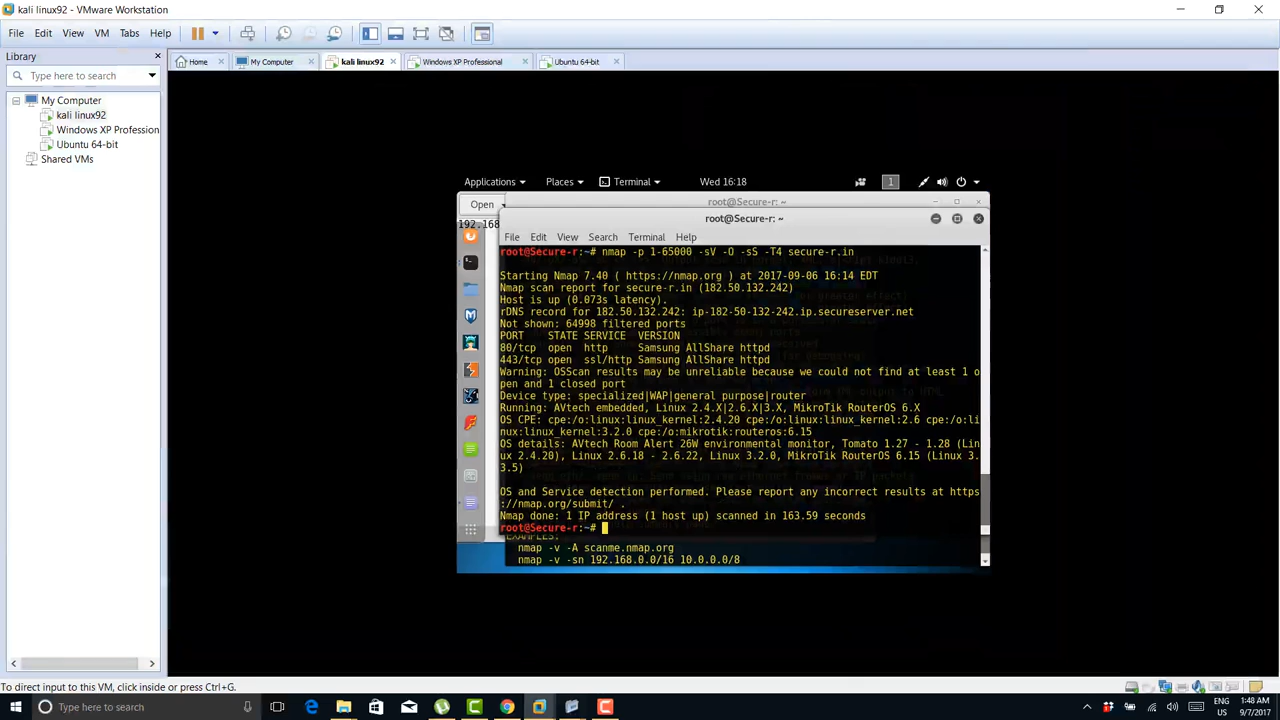 kali linux92 - VMware Workstation
File Edit View VM Tabs Help
Library
Type here to search
My Computer
kali linux92
Windows XP Profession
Ubuntu 64-bit
Shared VMs
Home My Computer kali linux92 Windows XP Professional Ubuntu 64-bit
Applications Places Terminal Wed 16:18 1
root@Secure-r: ~
Open
192.168
root@Secure-r: ~
File Edit View Search Terminal Help
root@Secure-r:~# nmap -p 1-65000 -sV -O -sS -T4 secure-r.in
Starting Nmap 7.40 ( https://nmap.org ) at 2017-09-06 16:14 EDT
Nmap scan report for secure-r.in (182.50.132.242)
Host is up (0.073s latency).
rDNS record for 182.50.132.242: ip-182-50-132-242.ip.secureserver.net
Not shown: 64998 filtered ports
PORT STATE SERVICE VERSION
80/tcp open http Samsung AllShare httpd
443/tcp open ssl/http Samsung AllShare httpd
Warning: OSScan results may be unreliable because we could not find at least 1 o
pen and 1 closed port
Device type: specialized|WAP|general purpose|router
Running: AVtech embedded, Linux 2.4.X|2.6.X|3.X, MikroTik RouterOS 6.X
OS CPE: cpe:/o:linux:linux_kernel:2.4.20 cpe:/o:linux:linux_kernel:2.6 cpe:/o:li
nux:linux_kernel:3.2.0 cpe:/o:mikrotik:routeros:6.15
OS details: AVtech Room Alert 26W environmental monitor, Tomato 1.27 - 1.28 (Lin
ux 2.4.20), Linux 2.6.18 - 2.6.22, Linux 3.2.0, MikroTik RouterOS 6.15 (Linux 3.
3.5)
OS and Service detection performed. Please report any incorrect results at https
://nmap.org/submit/ .
Nmap done: 1 IP address (1 host up) scanned in 163.59 seconds
root@Secure-r:~#
EXAMPLES:
nmap -v -A scanme.nmap.org
nmap -v -sn 192.168.0.0/16 10.0.0.0/8
To direct input to this VM, click inside or press Ctrl+G.
Type here to search
ENG
US
1:48 AM
9/7/2017